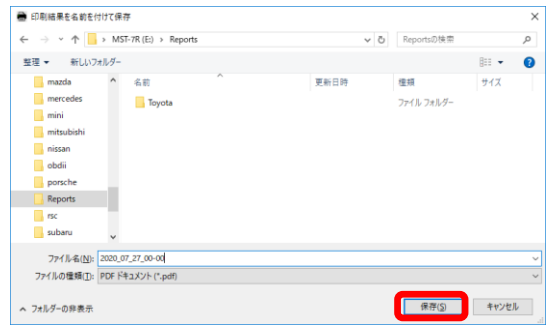 印刷結果を名前を付けて保存
MST-7R (E:) › Reports
Reportsの検索
整理
新しいフォルダー
名前 更新日時 種類 サイズ
mazda
mercedes
mini
mitsubishi
nissan
obdii
porsche
Reports
rsc
subaru
Toyota ファイル フォルダー
ファイル名(N): 2020_07_27_00-00
ファイルの種類(T): PDF ドキュメント (*.pdf)
フォルダーの非表示
保存(S) キャンセル